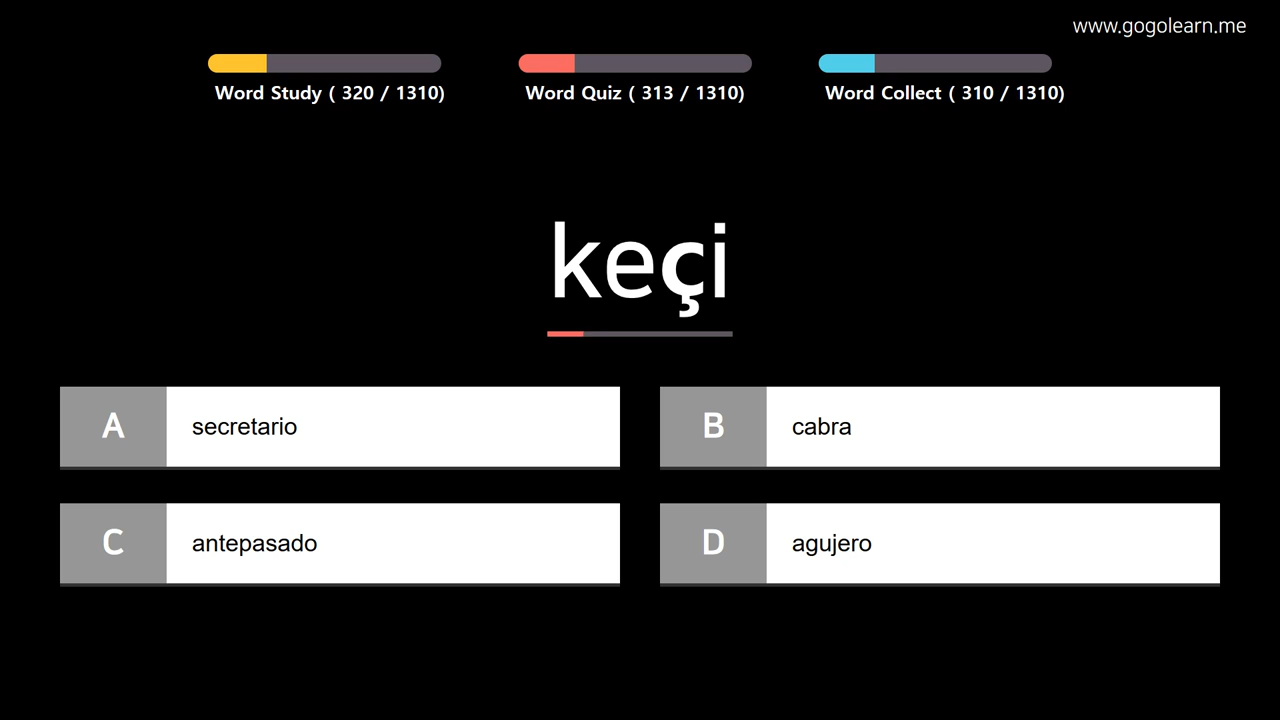 www.gogolearn.me
Word Study ( 320 / 1310)
Word Quiz ( 313 / 1310)
Word Collect ( 310 / 1310)
keçi
A secretario
B cabra
C antepasado
D agujero